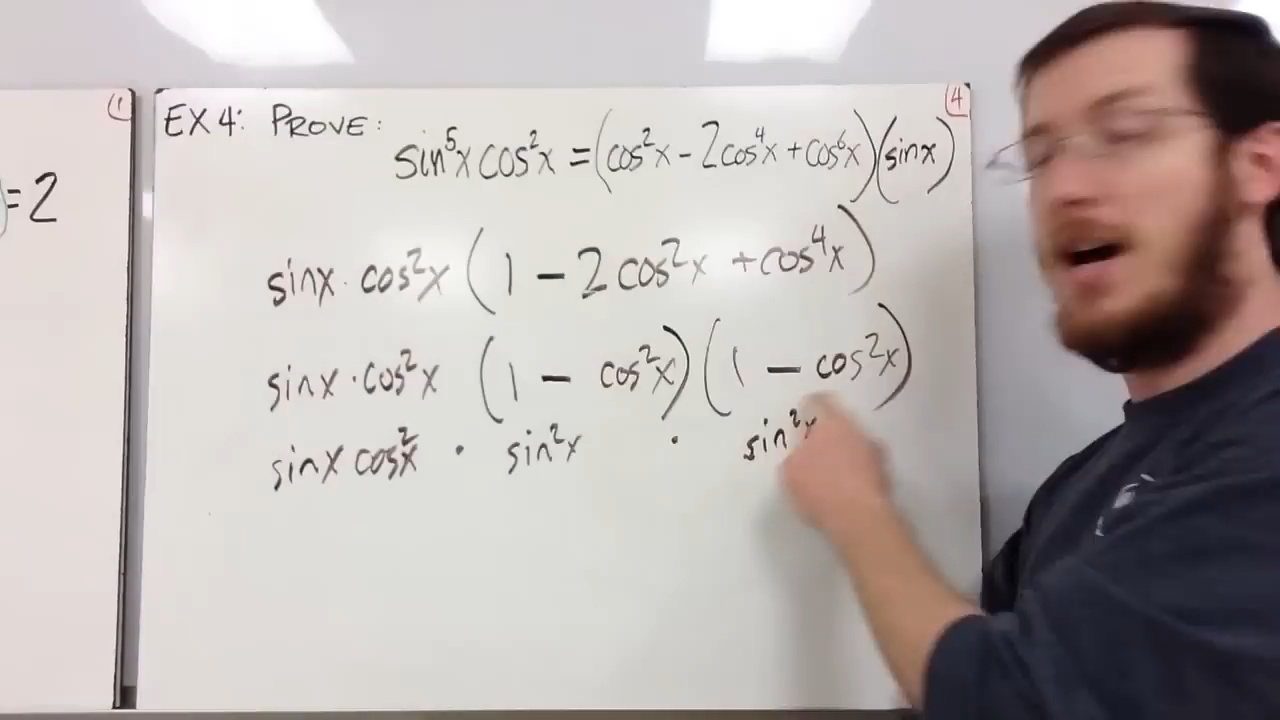 (1)
=2
(4)
EX 4: PROVE:
sin⁵x cos²x = (cos²x - 2cos⁴x + cos⁶x)(sinx)
sinx · cos²x (1 - 2cos²x + cos⁴x)
sinx · cos²x (1 - cos²x)(1 - cos²x)
sinx cos²x · sin²x · sin²x